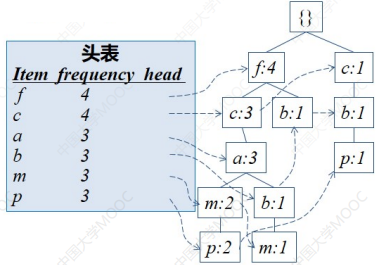 {}
头表
Item frequency head
f 4
c 4
a 3
b 3
m 3
p 3
f:4 c:1
c:3 b:1 b:1
a:3 p:1
m:2 b:1
p:2 m:1
中国大学MOOC